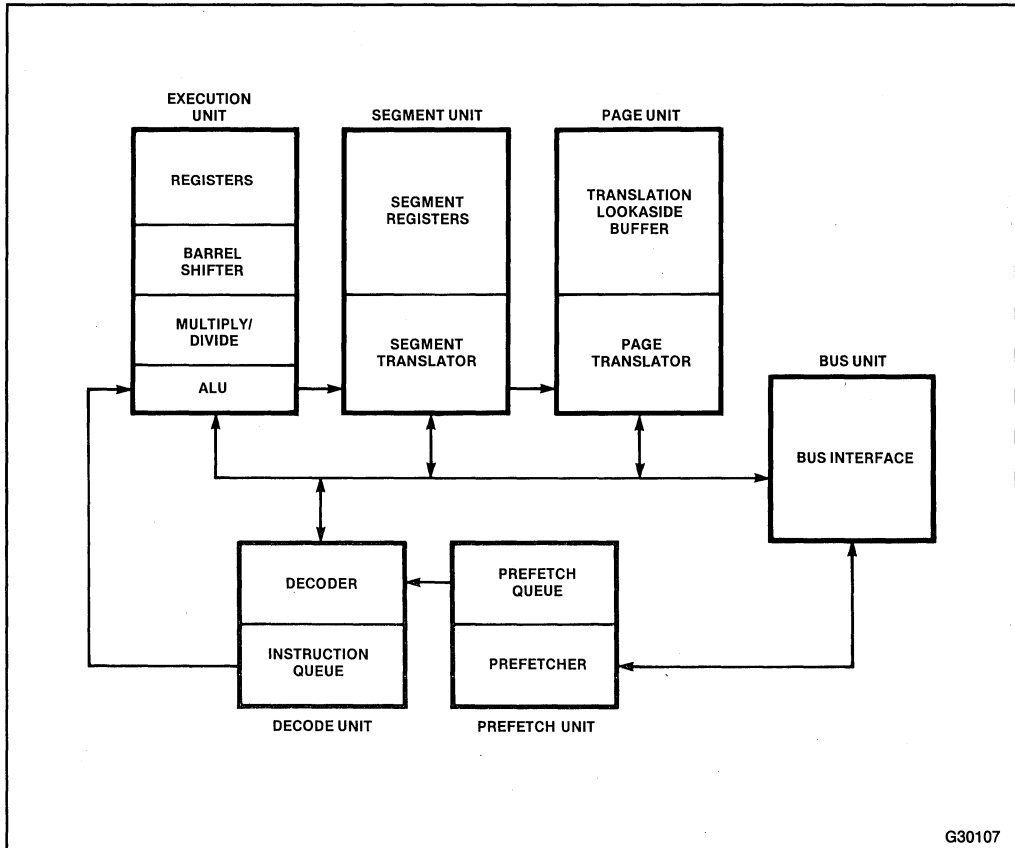 EXECUTION
UNIT
SEGMENT UNIT
PAGE UNIT
REGISTERS
BARREL
SHIFTER
MULTIPLY/
DIVIDE
ALU
SEGMENT
REGISTERS
SEGMENT
TRANSLATOR
TRANSLATION
LOOKASIDE
BUFFER
PAGE
TRANSLATOR
BUS UNIT
BUS INTERFACE
DECODER
INSTRUCTION
QUEUE
DECODE UNIT
PREFETCH
QUEUE
PREFETCHER
PREFETCH UNIT
G30107